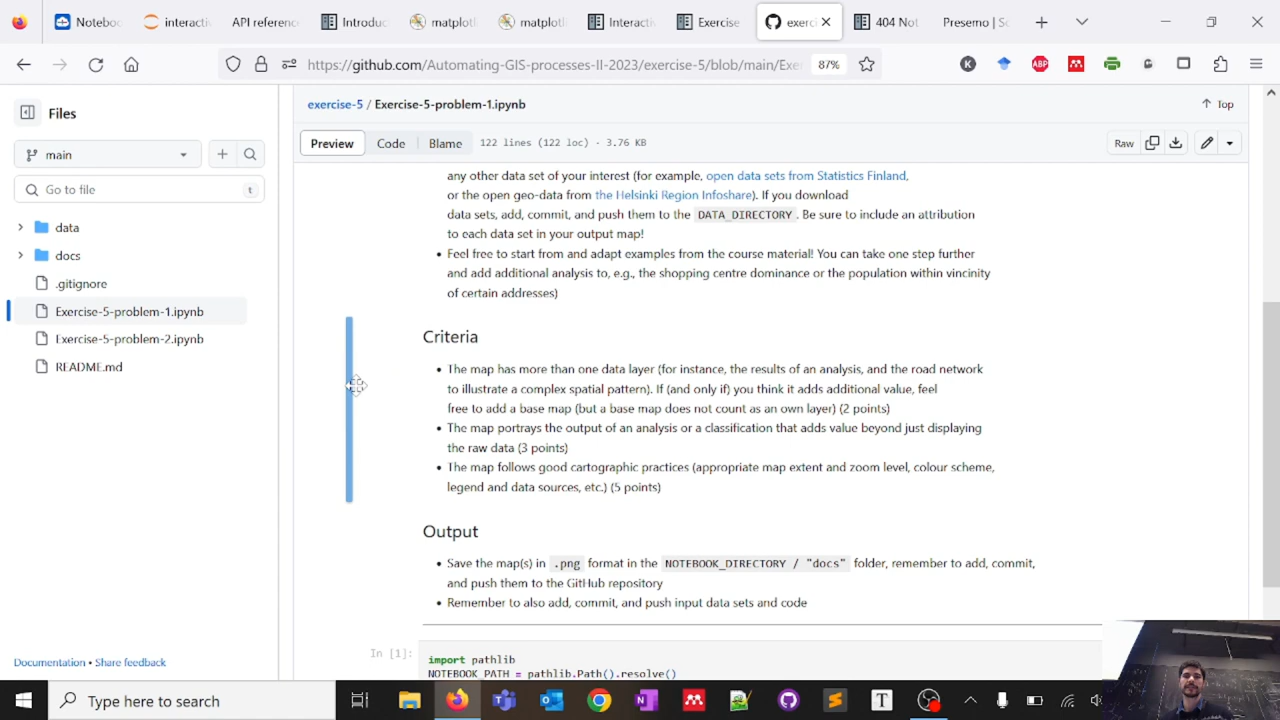 Notebo
interactiv
API reference
Introduc
matplotl
matplotl
Interactiv
Exercise
exerci
404 Not
Presemo | So
https://github.com/Automating-GIS-processes-II-2023/exercise-5/blob/main/Exer
87%
Files
exercise-5 / Exercise-5-problem-1.ipynb
Top
main
Preview
Code
Blame
122 lines (122 loc) · 3.76 KB
Raw
Go to file
t
data
docs
.gitignore
Exercise-5-problem-1.ipynb
Exercise-5-problem-2.ipynb
README.md
any other data set of your interest (for example, open data sets from Statistics Finland,
or the open geo-data from the Helsinki Region Infoshare). If you download
data sets, add, commit, and push them to the DATA_DIRECTORY . Be sure to include an attribution
to each data set in your output map!
• Feel free to start from and adapt examples from the course material! You can take one step further
and add additional analysis to, e.g., the shopping centre dominance or the population within vincinity
of certain addresses)
Criteria
• The map has more than one data layer (for instance, the results of an analysis, and the road network
to illustrate a complex spatial pattern). If (and only if) you think it adds additional value, feel
free to add a base map (but a base map does not count as an own layer) (2 points)
• The map portrays the output of an analysis or a classification that adds value beyond just displaying
the raw data (3 points)
• The map follows good cartographic practices (appropriate map extent and zoom level, colour scheme,
legend and data sources, etc.) (5 points)
Output
• Save the map(s) in .png format in the NOTEBOOK_DIRECTORY / "docs" folder, remember to add, commit,
and push them to the GitHub repository
• Remember to also add, commit, and push input data sets and code
In [1]:
import pathlib
NOTEBOOK_PATH = pathlib.Path().resolve()
Documentation • Share feedback
Type here to search